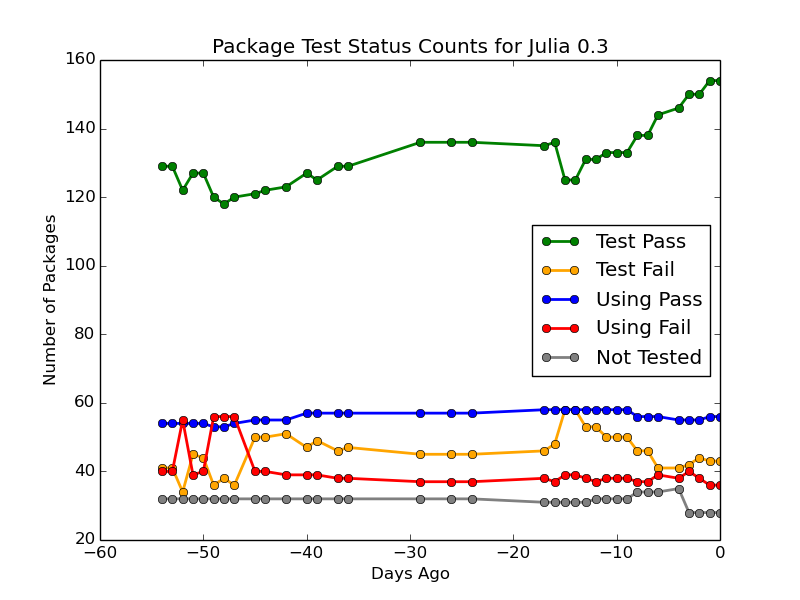 Package Test Status Counts for Julia 0.3
160
140
120
100
80
60
40
20
Number of Packages
Test Pass
Test Fail
Using Pass
Using Fail
Not Tested
−60 −50 −40 −30 −20 −10 0
Days Ago